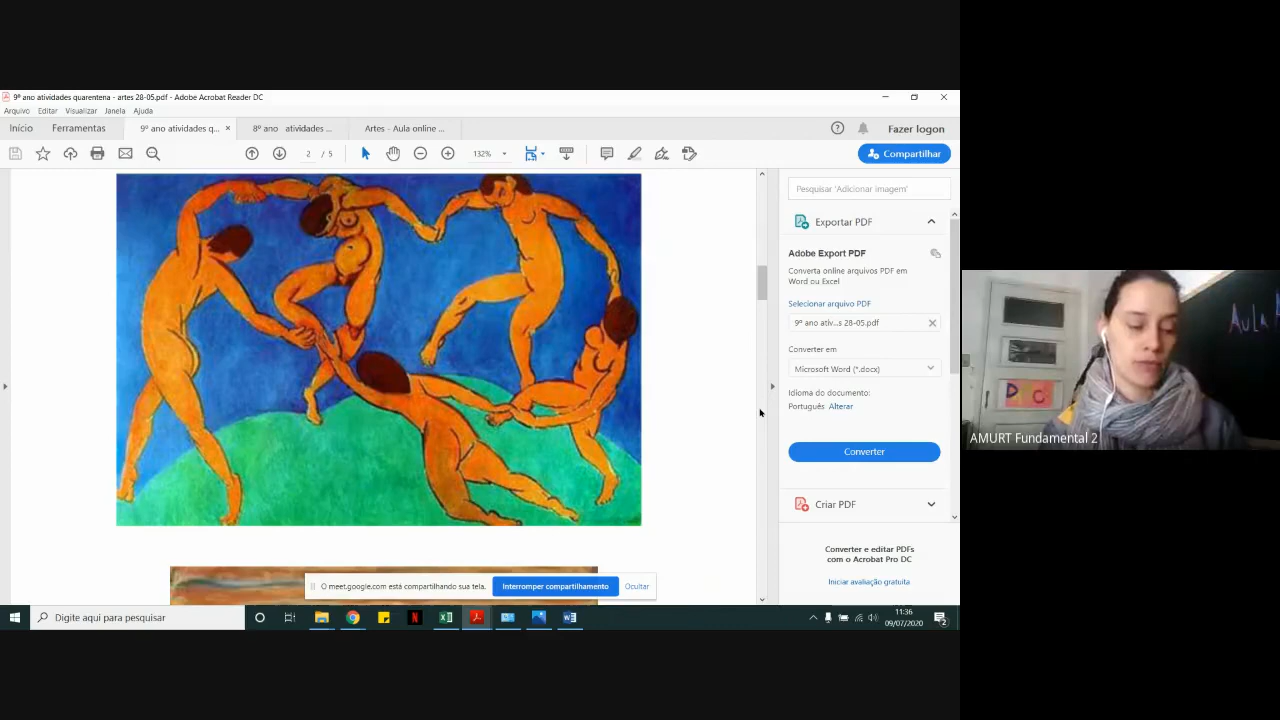 9º ano atividades quarentena - artes 28-05.pdf - Adobe Acrobat Reader DC
Arquivo Editar Visualizar Janela Ajuda
Início Ferramentas 9º ano atividades q... × 8º ano atividades ... Artes - Aula online ... Fazer logon
2 / 5 132% Compartilhar
Pesquisar 'Adicionar imagem'
Exportar PDF
Adobe Export PDF
Converta online arquivos PDF em
Word ou Excel
Selecionar arquivo PDF
9º ano ativ...s 28-05.pdf
Converter em
Microsoft Word (*.docx)
Idioma do documento:
Português Alterar
Converter
Criar PDF
Converter e editar PDFs
com o Acrobat Pro DC
Iniciar avaliação gratuita
O meet.google.com está compartilhando sua tela. Interromper compartilhamento Ocultar
Digite aqui para pesquisar
11:36
09/07/2020
2
AULA
AMURT Fundamental 2